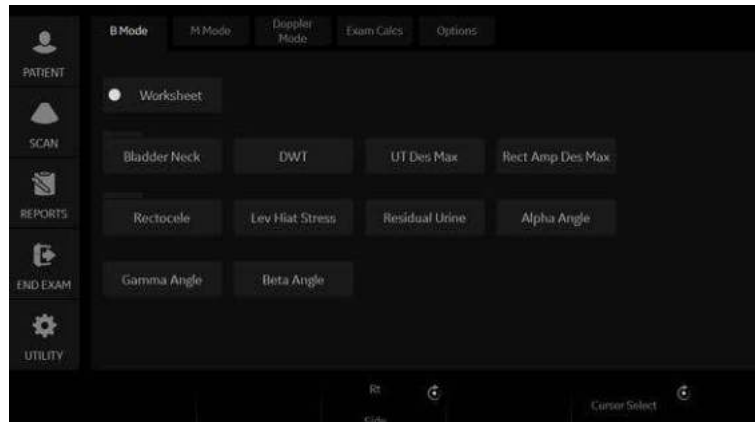 B Mode
M Mode
Doppler
Mode
Exam Calcs
Options
PATIENT
Worksheet
SCAN
Bladder Neck
DWT
UT Des Max
Rect Amp Des Max
REPORTS
Rectocele
Lev Hiat Stress
Residual Urine
Alpha Angle
END EXAM
Gamma Angle
Beta Angle
UTILITY
Rt
Cursor Select
Side